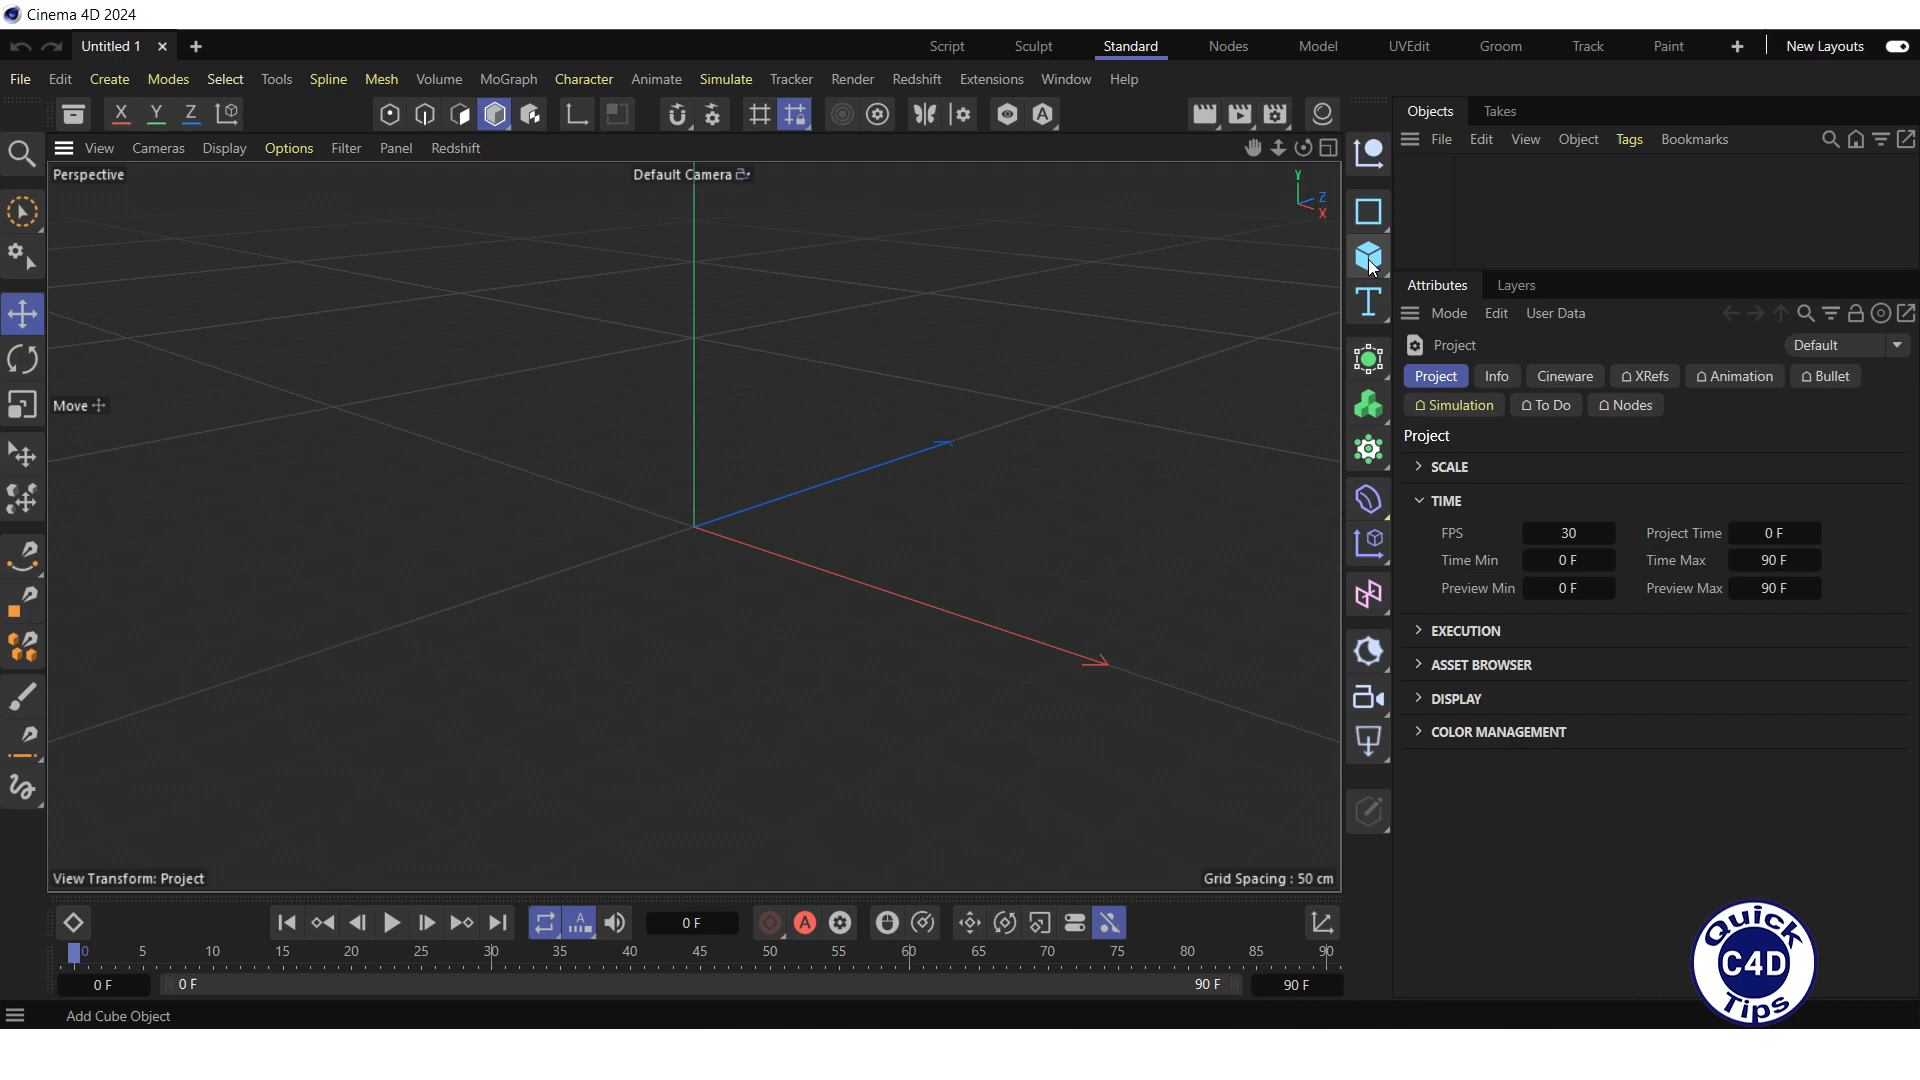 Cinema 4D 2024
Untitled 1
Script Sculpt Standard Nodes Model UVEdit Groom Track Paint New Layouts
File Edit Create Modes Select Tools Spline Mesh Volume MoGraph Character Animate Simulate Tracker Render Redshift Extensions Window Help
X Y Z
A
Objects Takes
File Edit View Object Tags Bookmarks
View Cameras Display Options Filter Panel Redshift
Perspective
Default Camera
Y
Z
X
Move
View Transform: Project
Grid Spacing : 50 cm
Attributes Layers
Mode Edit User Data
Project
Default
Project Info Cineware XRefs Animation Bullet
Simulation To Do Nodes
Project
SCALE
TIME
FPS 30 Project Time 0 F
Time Min 0 F Time Max 90 F
Preview Min 0 F Preview Max 90 F
EXECUTION
ASSET BROWSER
DISPLAY
COLOR MANAGEMENT
A
0 F
A
0 5 10 15 20 25 30 35 40 45 50 55 60 65 70 75 80 85 90
0 F 0 F 90 F 90 F
Add Cube Object
Quick
C4D
Tips